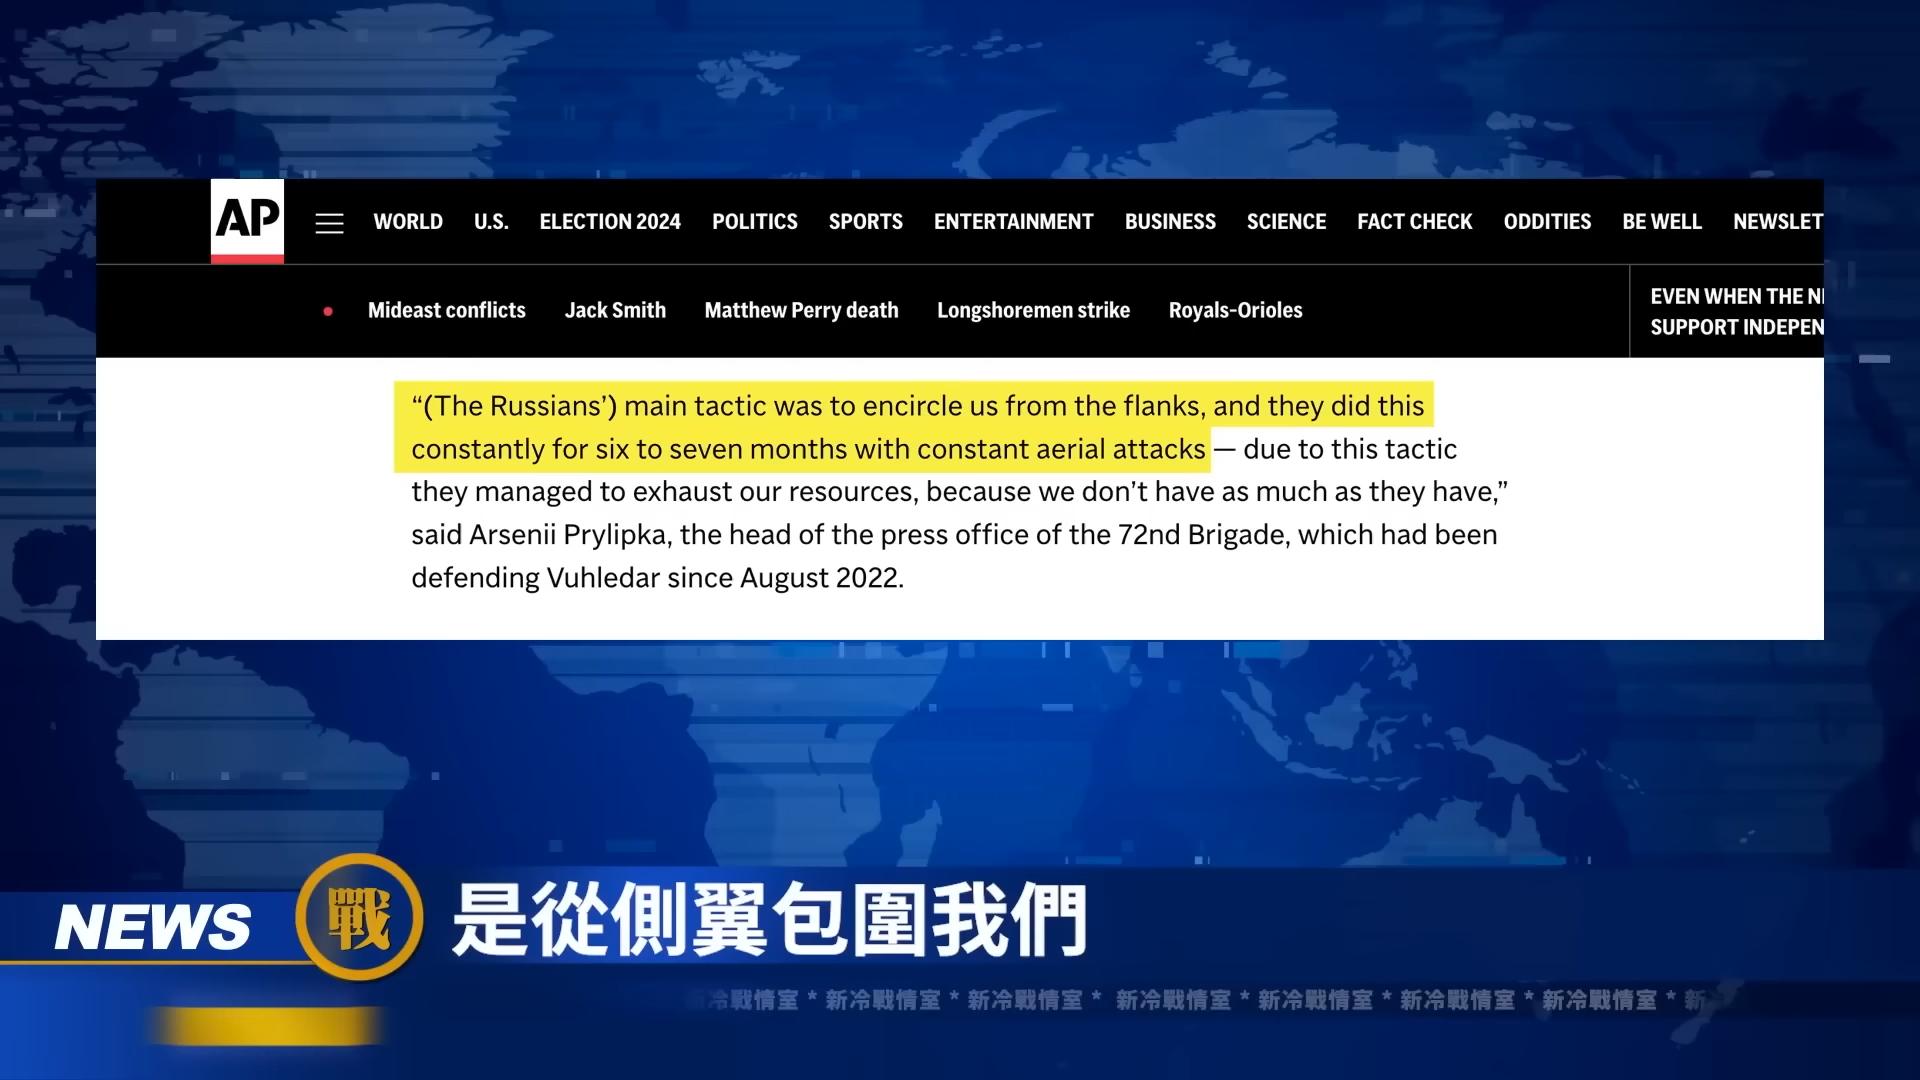 AP
WORLD U.S. ELECTION 2024 POLITICS SPORTS ENTERTAINMENT BUSINESS SCIENCE FACT CHECK ODDITIES BE WELL NEWSLET
Mideast conflicts Jack Smith Matthew Perry death Longshoremen strike Royals-Orioles
EVEN WHEN THE
SUPPORT INDEPEN
“(The Russians’) main tactic was to encircle us from the flanks, and they did this
constantly for six to seven months with constant aerial attacks — due to this tactic
they managed to exhaust our resources, because we don’t have as much as they have,”
said Arsenii Prylipka, the head of the press office of the 72nd Brigade, which had been
defending Vuhledar since August 2022.
NEWS
戰
是從側翼包圍我們
新冷戰情室 * 新冷戰情室 * 新冷戰情室 * 新冷戰情室 * 新冷戰情室 * 新冷戰情室 * 新冷戰情室 * 新